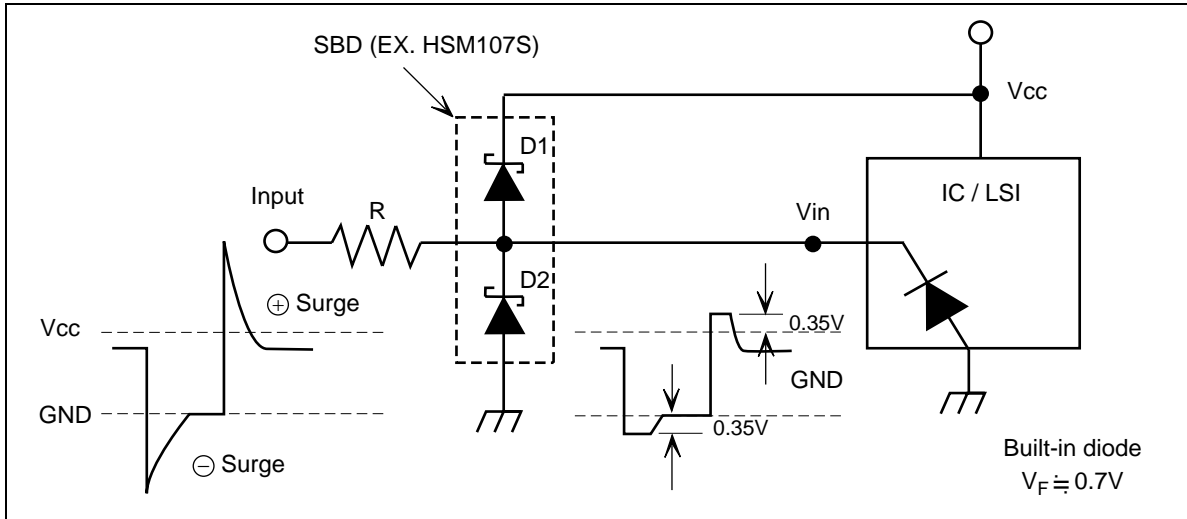 SBD (EX. HSM107S)
Vcc
D1
IC / LSI
Input
R
Vin
D2
⊕ Surge
Vcc
0.35V
GND
GND
0.35V
⊖ Surge
Built-in diode
VF ≒ 0.7V